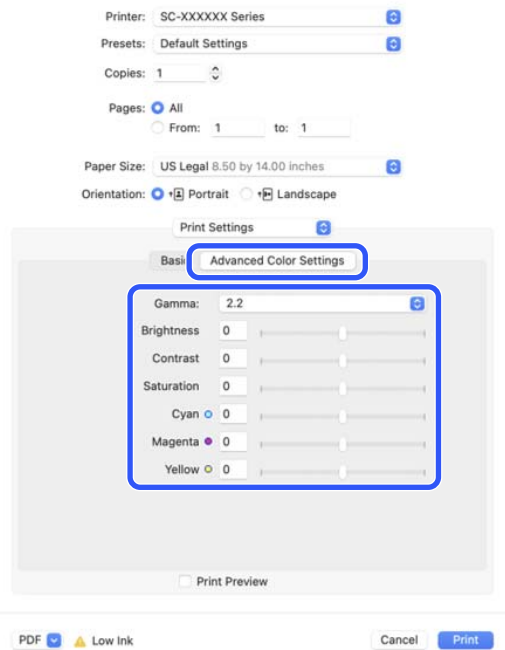 Printer: SC-XXXXXX Series
Presets: Default Settings
Copies: 1
Pages: All
From: 1 to: 1
Paper Size: US Legal 8.50 by 14.00 inches
Orientation: Portrait Landscape
Print Settings
Basic Advanced Color Settings
Gamma: 2.2
Brightness 0
Contrast 0
Saturation 0
Cyan 0
Magenta 0
Yellow 0
Print Preview
PDF Low Ink Cancel Print